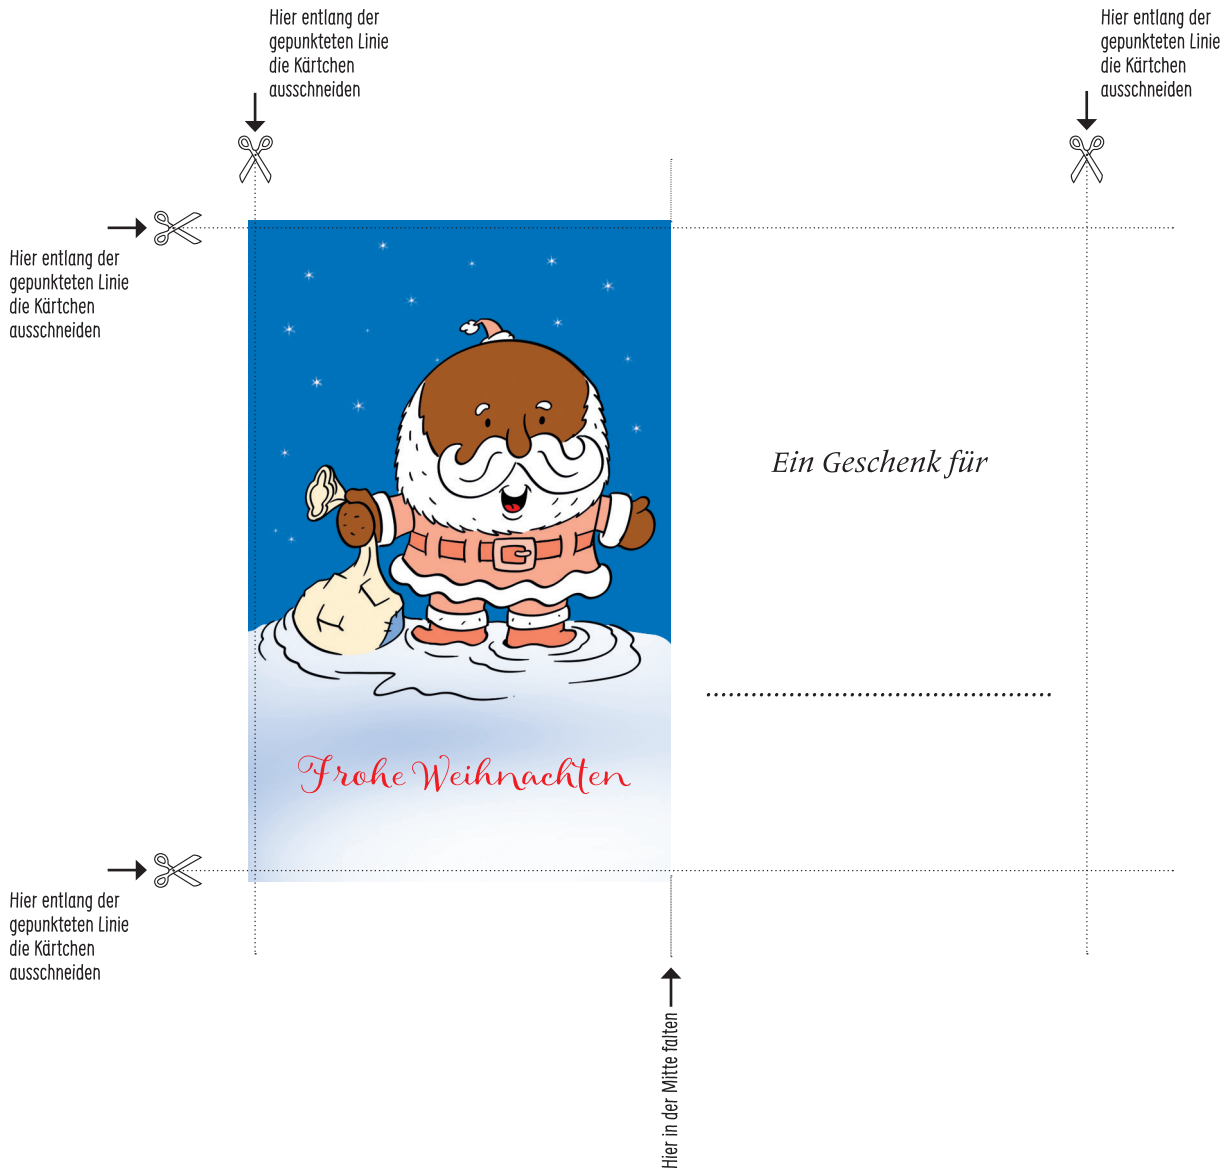 Hier entlang der
gepunkteten Linie
die Kärtchen
ausschneiden
Hier entlang der
gepunkteten Linie
die Kärtchen
ausschneiden
Hier entlang der
gepunkteten Linie
die Kärtchen
ausschneiden
Ein Geschenk für
Frohe Weihnachten
Hier entlang der
gepunkteten Linie
die Kärtchen
ausschneiden
Hier in der Mitte falten